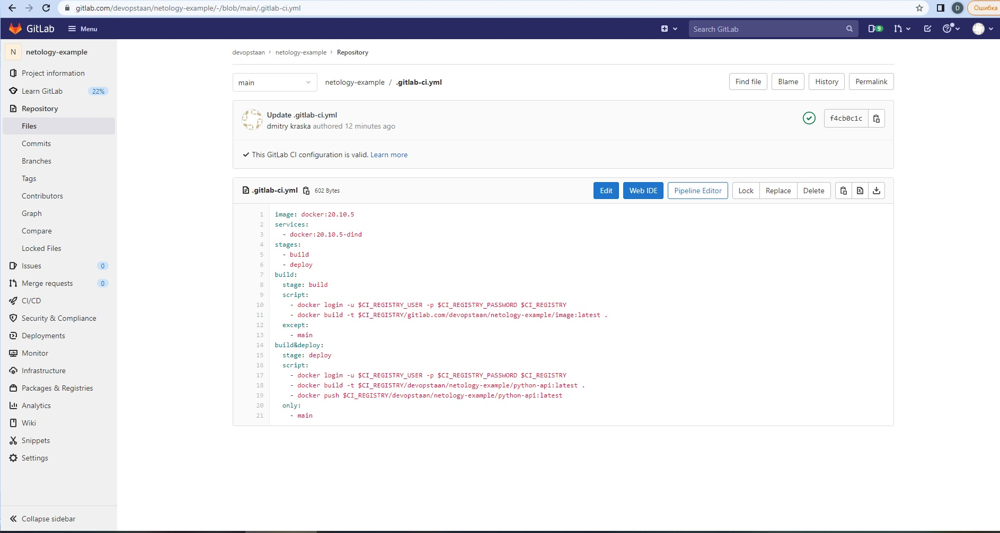 gitlab.com/devopstaan/netology-example/-/blob/main/.gitlab-ci.yml
D
Ошибка
GitLab
Menu
Search GitLab
9
N netology-example
Project information
Learn GitLab 22%
Repository
Files
Commits
Branches
Tags
Contributors
Graph
Compare
Locked Files
Issues 0
Merge requests 0
CI/CD
Security & Compliance
Deployments
Monitor
Infrastructure
Packages & Registries
Analytics
Wiki
Snippets
Settings
Collapse sidebar
devopstaan › netology-example › Repository
main
netology-example / .gitlab-ci.yml
Find file
Blame
History
Permalink
Update .gitlab-ci.yml
dmitry kraska authored 12 minutes ago
f4cb0c1c
This GitLab CI configuration is valid. Learn more
.gitlab-ci.yml 602 Bytes
Edit
Web IDE
Pipeline Editor
Lock
Replace
Delete
1 image: docker:20.10.5
2 services:
3 - docker:20.10.5-dind
4 stages:
5 - build
6 - deploy
7 build:
8 stage: build
9 script:
10 - docker login -u $CI_REGISTRY_USER -p $CI_REGISTRY_PASSWORD $CI_REGISTRY
11 - docker build -t $CI_REGISTRY/gitlab.com/devopstaan/netology-example/image:latest .
12 except:
13 - main
14 build&deploy:
15 stage: deploy
16 script:
17 - docker login -u $CI_REGISTRY_USER -p $CI_REGISTRY_PASSWORD $CI_REGISTRY
18 - docker build -t $CI_REGISTRY/devopstaan/netology-example/python-api:latest .
19 - docker push $CI_REGISTRY/devopstaan/netology-example/python-api:latest
20 only:
21 - main